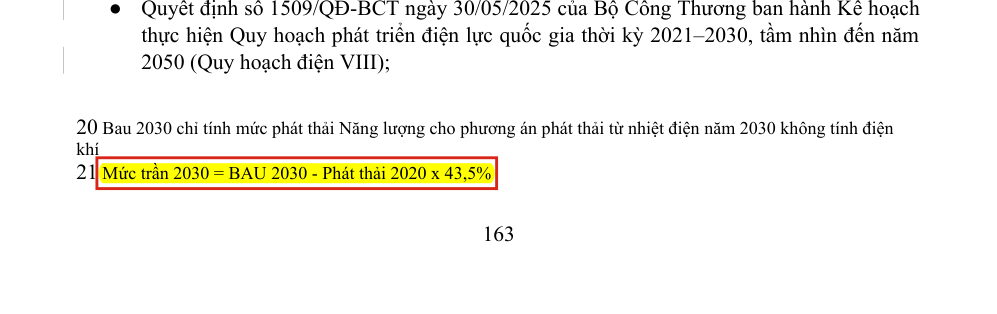 ● Quyết định số 1509/QĐ-BCT ngày 30/05/2025 của Bộ Công Thương ban hành Kế hoạch
thực hiện Quy hoạch phát triển điện lực quốc gia thời kỳ 2021–2030, tầm nhìn đến năm
2050 (Quy hoạch điện VIII);
20 Bau 2030 chỉ tính mức phát thải Năng lượng cho phương án phát thải từ nhiệt điện năm 2030 không tính điện
khí
21 Mức trần 2030 = BAU 2030 - Phát thải 2020 x 43,5%
163